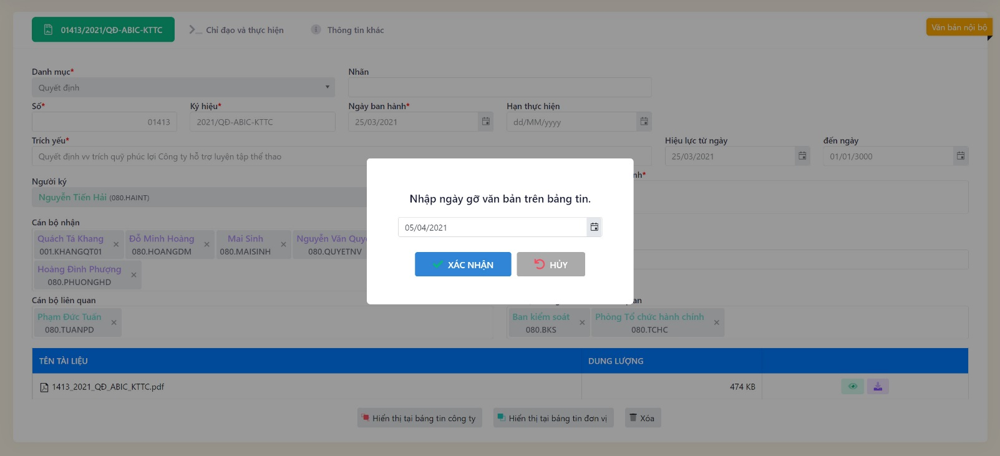 01413/2021/QĐ-ABIC-KTTC
Chỉ đạo và thực hiện
Thông tin khác
Văn bản nội bộ
Danh mục*
Nhãn
Quyết định
Số*
Ký hiệu*
Ngày ban hành*
Hạn thực hiện
01413
2021/QĐ-ABIC-KTTC
25/03/2021
dd/MM/yyyy
Trích yếu*
Hiệu lực từ ngày
đến ngày
Quyết định vv trích quỹ phúc lợi Công ty hỗ trợ luyện tập thể thao
25/03/2021
01/01/3000
Người ký
nh*
Nguyễn Tiến Hải (080.HAINT)
Nhập ngày gỡ văn bản trên bảng tin.
05/04/2021
XÁC NHẬN
HỦY
Cán bộ nhận
Quách Tá Khang
001.KHANGQT01
Đỗ Minh Hoàng
080.HOANGDM
Mai Sinh
080.MAISINH
Nguyễn Văn Quy
080.QUYETNV
Hoàng Đình Phượng
080.PHUONGHD
Cán bộ liên quan
an
Phạm Đức Tuấn
080.TUANPD
Ban kiểm soát
080.BKS
Phòng Tổ chức hành chính
080.TCHC
TÊN TÀI LIỆU
DUNG LƯỢNG
1413_2021_QĐ_ABIC_KTTC.pdf
474 KB
Hiển thị tại bảng tin công ty
Hiển thị tại bảng tin đơn vị
Xóa